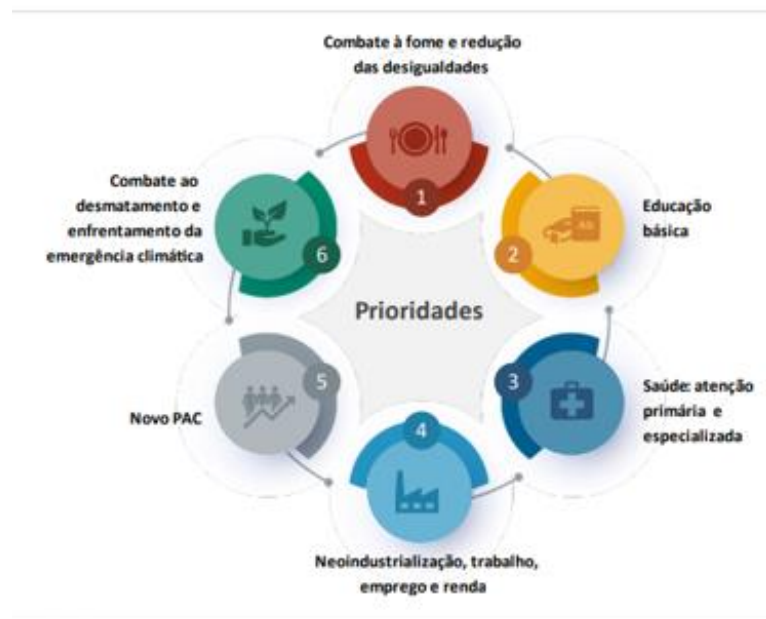 Combate à fome e redução
das desigualdades
1
Educação
básica
2
Saúde: atenção
primária e
especializada
3
Neoindustrialização, trabalho,
emprego e renda
4
Novo PAC
5
Combate ao
desmatamento e
enfrentamento da
emergência climática
6
Prioridades